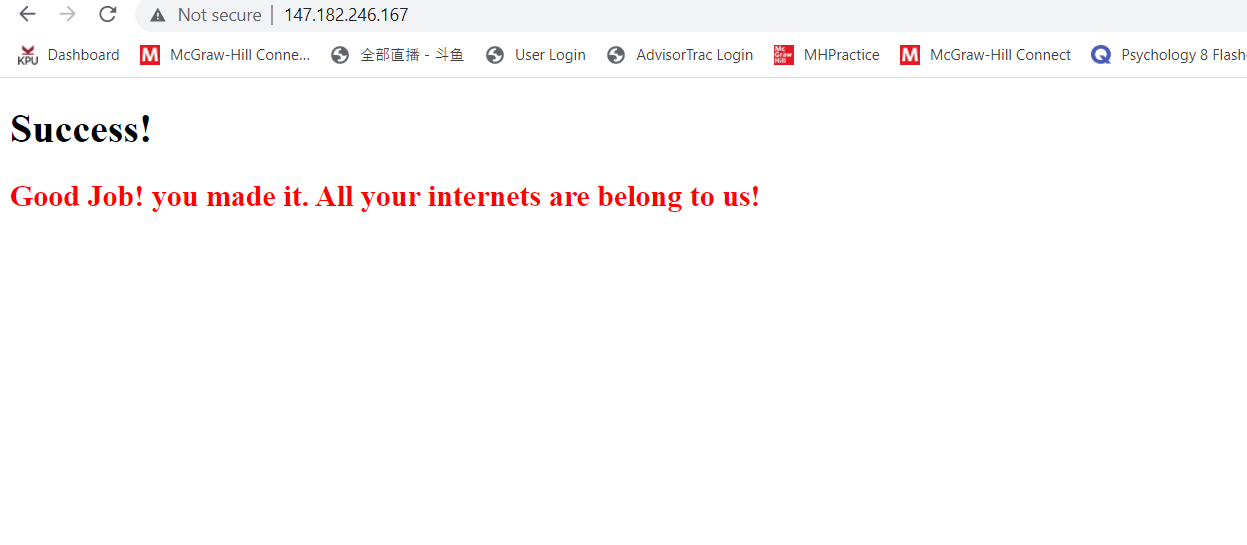 Not secure | 147.182.246.167
KPU Dashboard M McGraw-Hill Conne... 全部直播 - 斗鱼 User Login AdvisorTrac Login Mc Graw Hill MHPractice M McGraw-Hill Connect Q Psychology 8 Flash
Success!
Good Job! you made it. All your internets are belong to us!